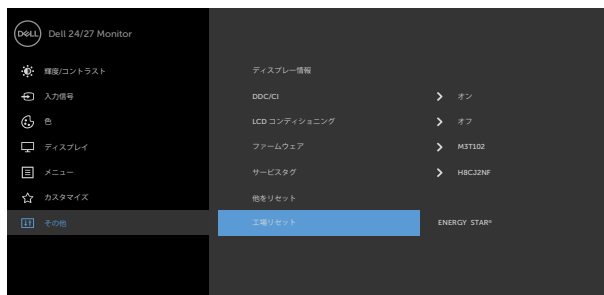 DELL Dell 24/27 Monitor
輝度/コントラスト
入力信号
色
ディスプレイ
メニュー
カスタマイズ
その他
ディスプレー情報
DDC/CI オン
LCD コンディショニング オフ
ファームウェア M3T102
サービスタグ H8CJ2NF
他をリセット
工場リセット ENERGY STAR®